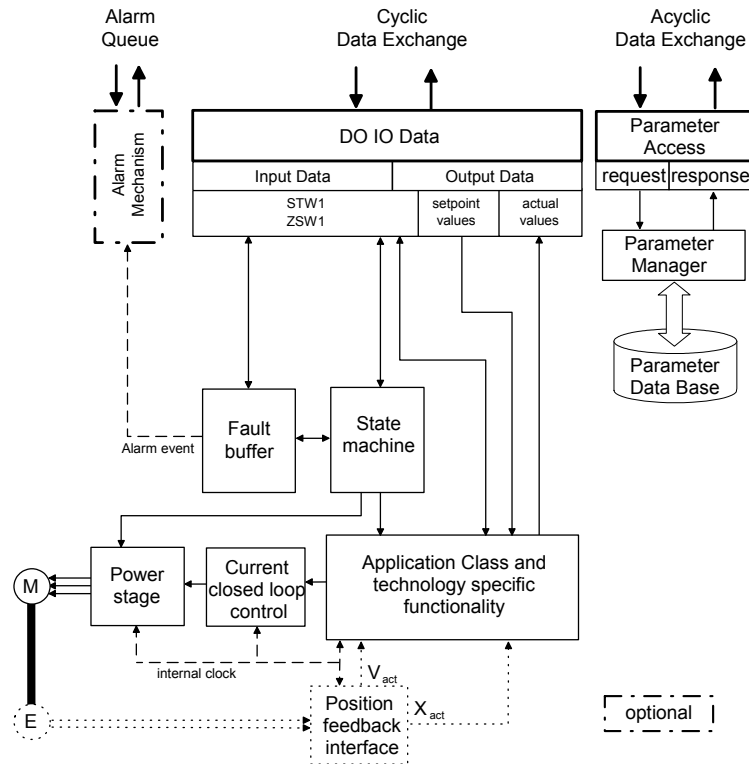 Alarm
Queue
Cyclic
Data Exchange
Acyclic
Data Exchange
Alarm
Mechanism
DO IO Data
Input Data
Output Data
STW1
ZSW1
setpoint
values
actual
values
Parameter
Access
request
response
Parameter
Manager
Parameter
Data Base
Fault
buffer
State
machine
Alarm event
M
Power
stage
Current
closed loop
control
Application Class and
technology specific
functionality
internal clock
V act
X act
E
Position
feedback
interface
optional